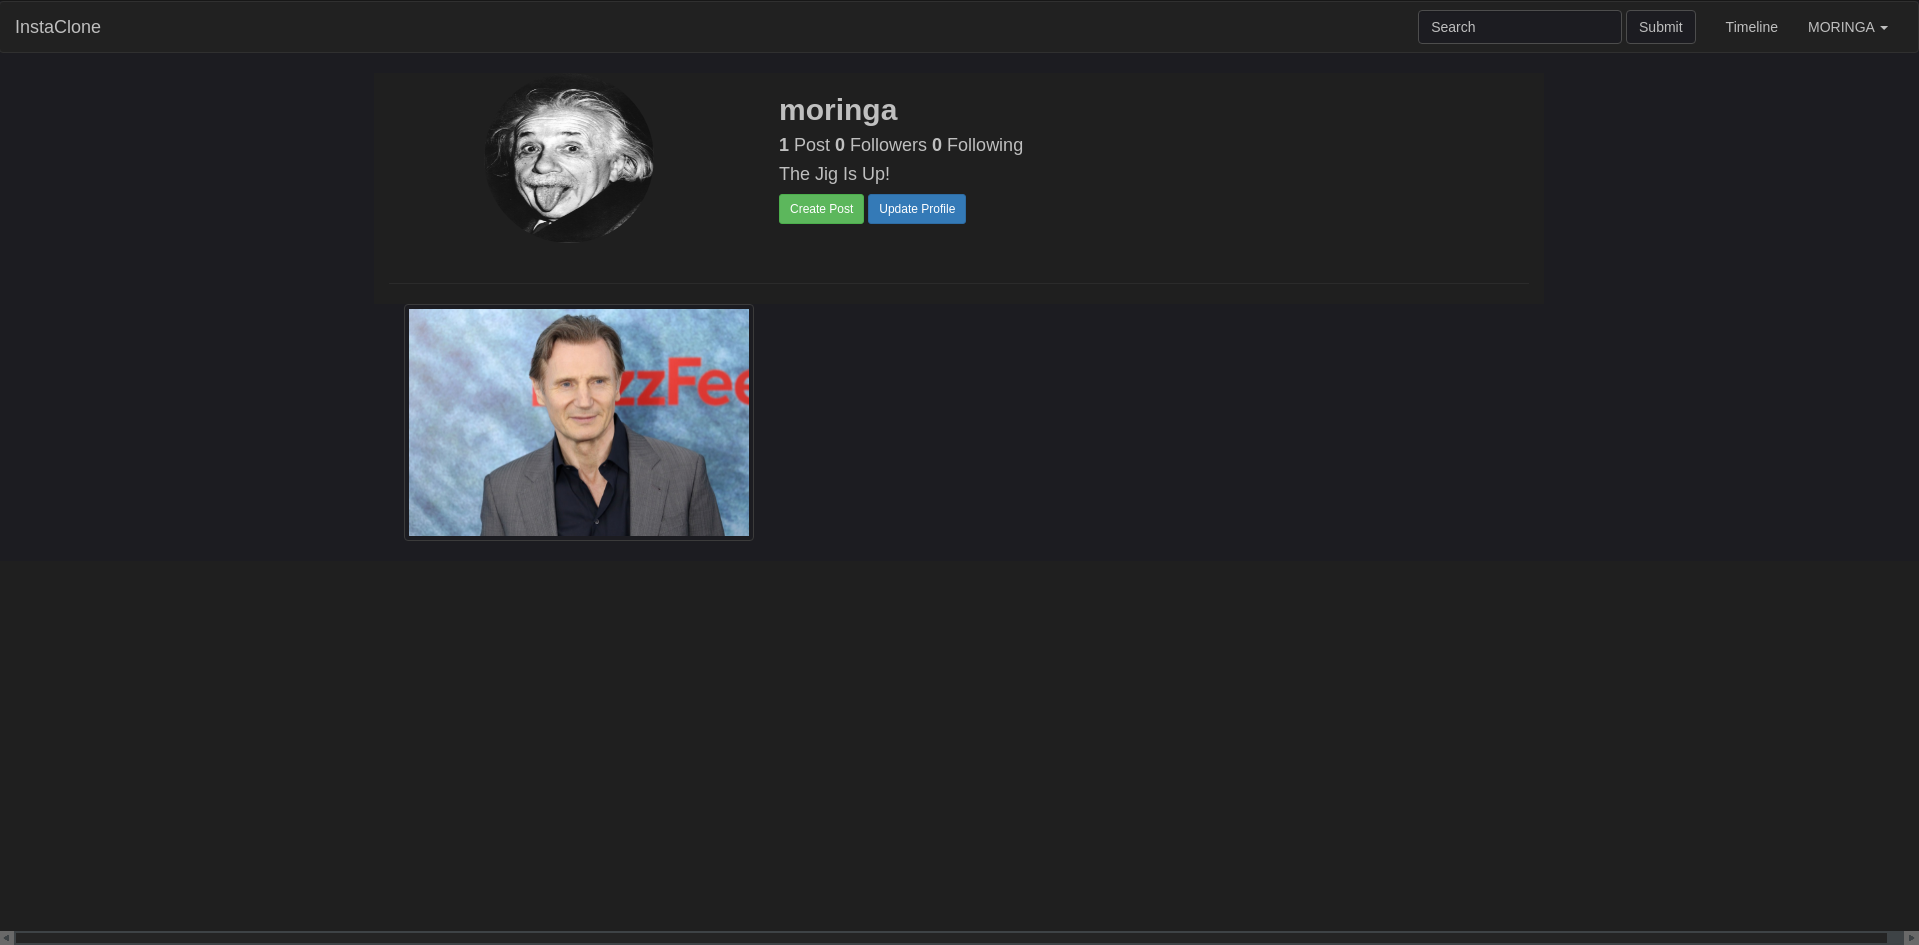 InstaClone
Search Submit Timeline MORINGA
moringa
1 Post 0 Followers 0 Following
The Jig Is Up!
Create Post Update Profile
zzFee